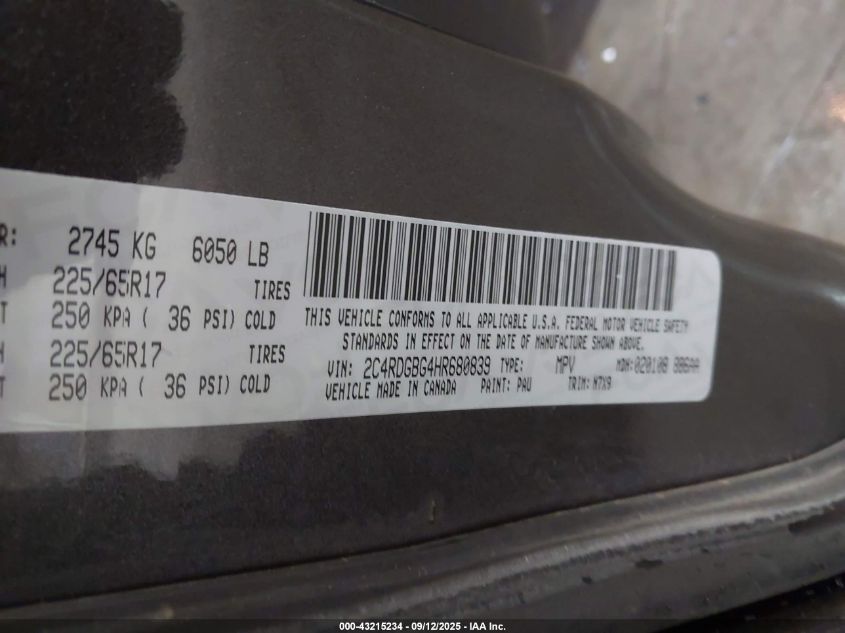 R: 2745 KG 6050 LB
H 225/65R17 TIRES
T 250 KPA ( 36 PSI) COLD
H 225/65R17 TIRES
T 250 KPA ( 36 PSI) COLD
THIS VEHICLE CONFORMS TO ALL APPLICABLE U.S.A. FEDERAL MOTOR VEHICLE SAFETY
STANDARDS IN EFFECT ON THE DATE OF MANUFACTURE SHOWN ABOVE.
VIN: 2C4RDGBG4HR680839 TYPE: MPV MDH:020108
VEHICLE MADE IN CANADA PAINT: PAU TRIM:
000-43215234 - 09/12/2025 - IAA Inc.